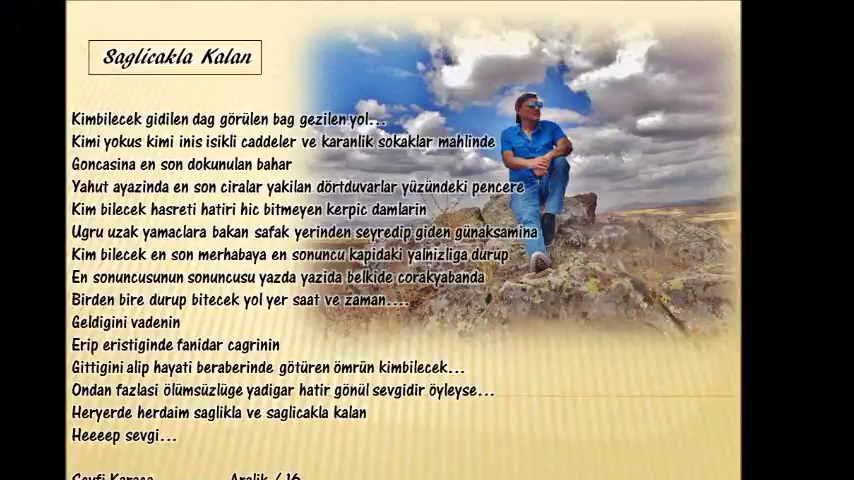 Saglicakla Kalan
Kimbilecek gidilen dag görülen bag gezilen yol...
Kimi yokus kimi inis isikli caddeler ve karanlik sokaklar mahlinde
Goncasina en son dokunulan bahar
Yahut ayazinda en son ciralar yakilan dörtduvarlar yüzündeki pencere
Kim bilecek hasreti hatiri hic bitmeyen kerpic damlarin
Ugru uzak yamaclara bakan safak yerinden seyredip giden günaksamina
Kim bilecek en son merhabaya en sonuncu kapidaki yalnizliga durup
En sonuncusunun sonuncusu yazda yazida belkide corakyabanda
Birden bire durup bitecek yol yer saat ve zaman....
Geldigini vadenin
Erip eristiginde fanidar cagrinin
Gittigini alip hayati beraberinde götüren ömrün kimbilecek...
Ondan fazlasi ölümsüzlüge yadigar hatir gönül sevgidir öyleyse...
Heryerde herdaim saglikla ve saglicakla kalan
Heeeep sevgi...
Seyfi Karaca Aralik / 16